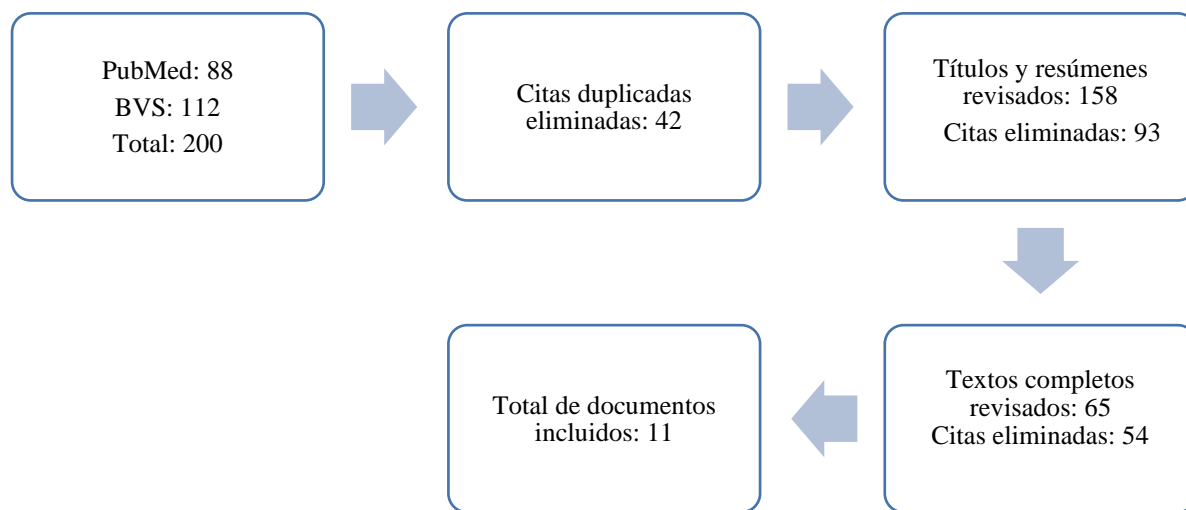 PubMed: 88
BVS: 112
Total: 200
Citas duplicadas
eliminadas: 42
Títulos y resúmenes
revisados: 158
Citas eliminadas: 93
Textos completos
revisados: 65
Citas eliminadas: 54
Total de documentos
incluidos: 11